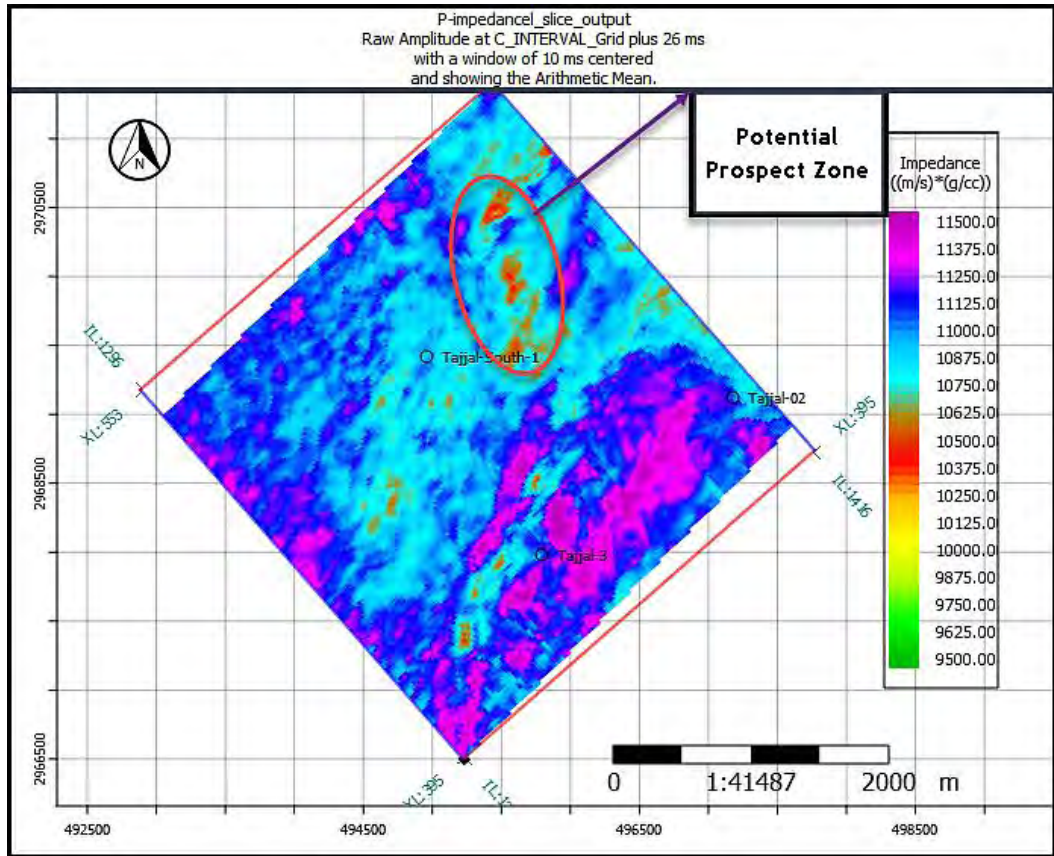 P-impedancel_slice_output
Raw Amplitude at C_INTERVAL_Grid plus 26 ms
with a window of 10 ms centered
and showing the Arithmetic Mean.
Potential
Prospect Zone
N
Impedance
((m/s)*(g/cc))
11500.00
11375.00
11250.00
11125.00
11000.00
10875.00
10750.00
10625.00
10500.00
10375.00
10250.00
10125.00
10000.00
9875.00
9750.00
9625.00
9500.00
2970500
2968500
2966500
IL:1296
XL:553
Tajjal-South-1
Tajjal-02
XL:395
IL:1416
Tajjal-3
XL:395
0 1:41487 2000 m
492500 494500 496500 498500